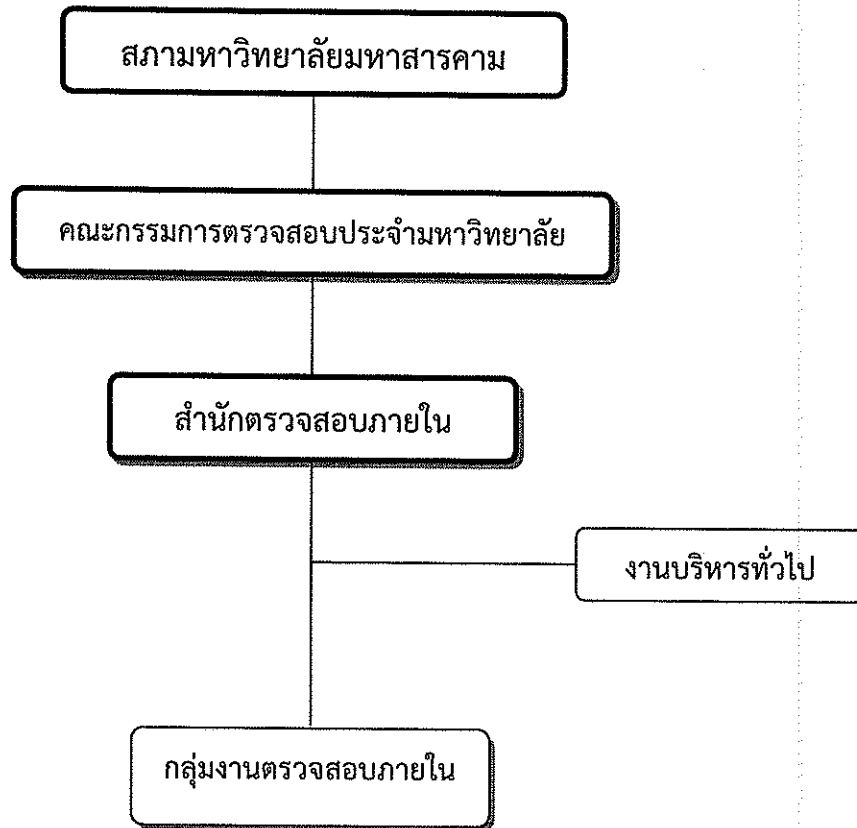 สภามหาวิทยาลัยมหาสารคาม
คณะกรรมการตรวจสอบประจำมหาวิทยาลัย
สำนักตรวจสอบภายใน
งานบริหารทั่วไป
กลุ่มงานตรวจสอบภายใน